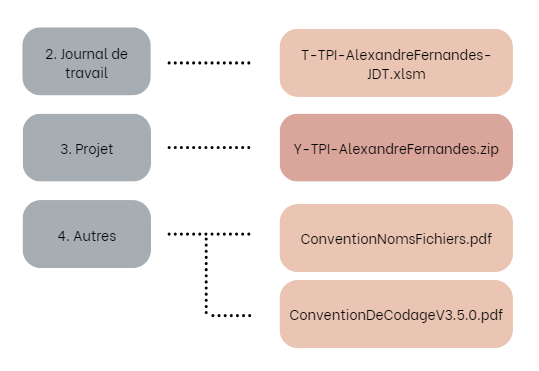 2. Journal de
travail
T-TPI-AlexandreFernandes-
JDT.xlsm
3. Projet
Y-TPI-AlexandreFernandes.zip
4. Autres
ConventionNomsFichiers.pdf
ConventionDeCodageV3.5.0.pdf